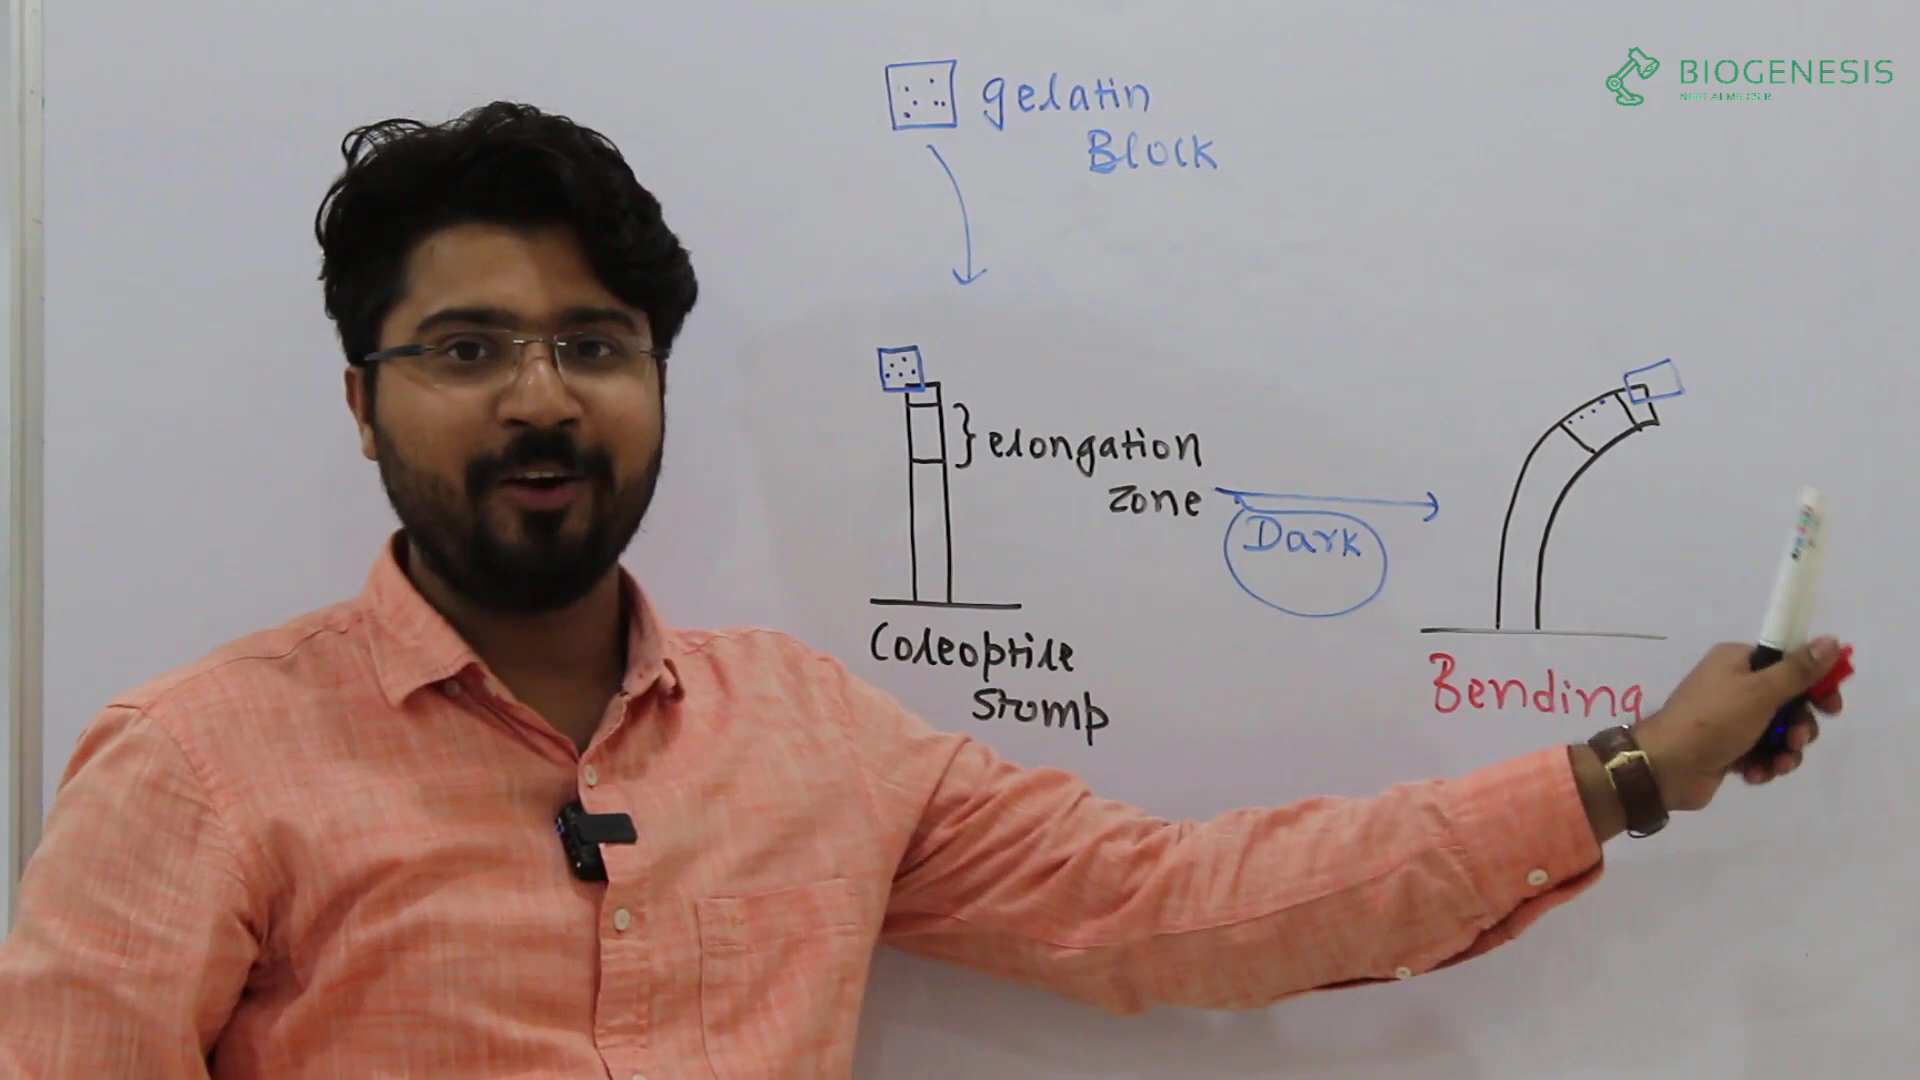 BIOGENESIS
gelatin
Block
elongation
zone
Dark
Coleoptile
Stump
Bending